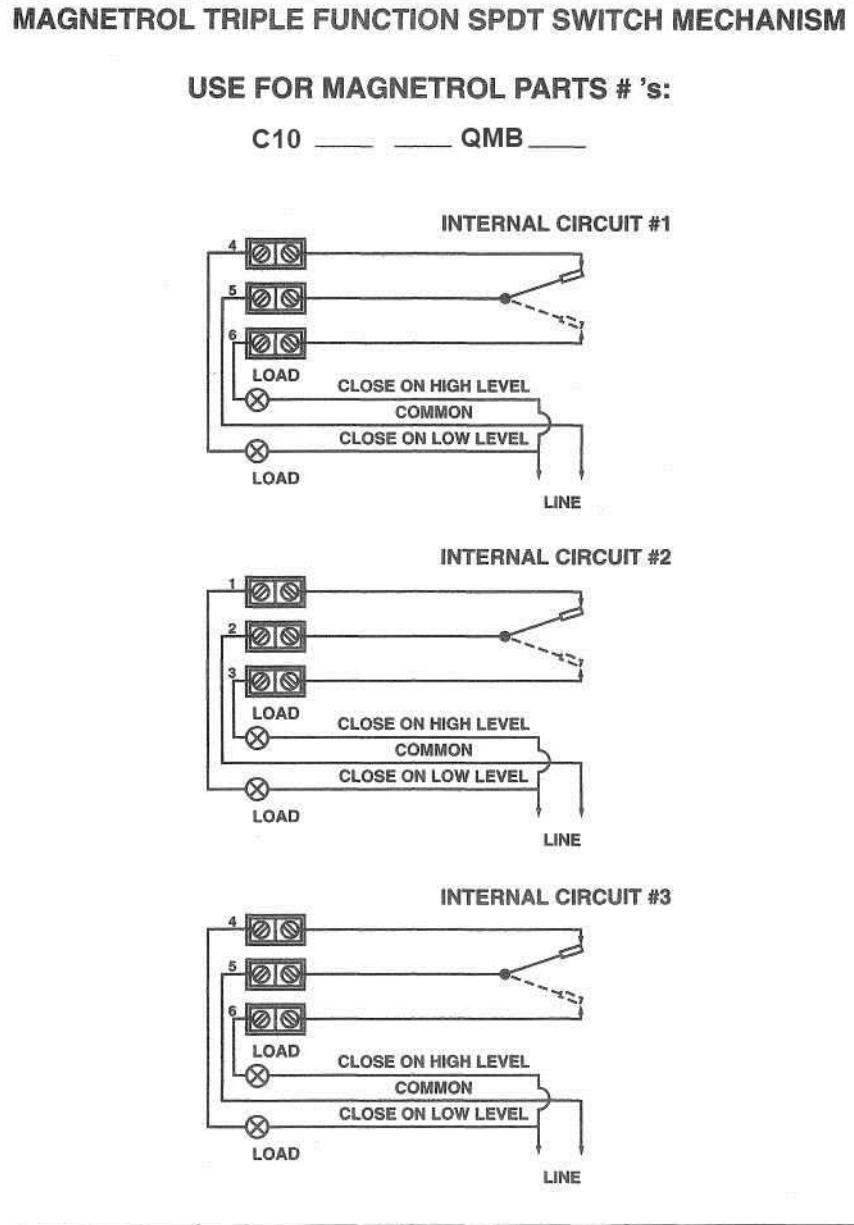 MAGNETROL TRIPLE FUNCTION SPDT SWITCH MECHANISM
USE FOR MAGNETROL PARTS # 's:
C10 ____ ____ QMB ____
INTERNAL CIRCUIT #1
4
5
6
LOAD
CLOSE ON HIGH LEVEL
COMMON
CLOSE ON LOW LEVEL
LOAD
LINE
INTERNAL CIRCUIT #2
1
2
3
LOAD
CLOSE ON HIGH LEVEL
COMMON
CLOSE ON LOW LEVEL
LOAD
LINE
INTERNAL CIRCUIT #3
4
5
6
LOAD
CLOSE ON HIGH LEVEL
COMMON
CLOSE ON LOW LEVEL
LOAD
LINE